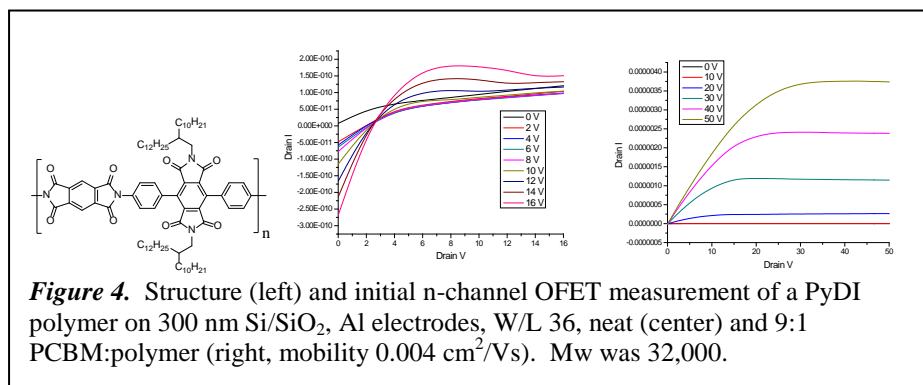 C10H21
C12H25
O
O
O
N
O
O
N
N
O
O
O
N
O
O
N
n
C12H25
C10H21
2.00E-010
1.50E-010
1.00E-010
5.00E-011
0.00E+000
-5.00E-011
-1.00E-010
-1.50E-010
-2.00E-010
-2.50E-010
-3.00E-010
Drain I
0 V
2 V
4 V
6 V
8 V
10 V
12 V
14 V
16 V
0 2 4 6 8 10 12 14 16
Drain V
0.0000040
0.0000035
0.0000030
0.0000025
0.0000020
0.0000015
0.0000010
0.0000005
0.0000000
-0.0000005
Drain I
0 V
10 V
20 V
30 V
40 V
50 V
0 10 20 30 40 50
Drain V
Figure 4. Structure (left) and initial n-channel OFET measurement of a PyDI
polymer on 300 nm Si/SiO2, Al electrodes, W/L 36, neat (center) and 9:1
PCBM:polymer (right, mobility 0.004 cm²/Vs). Mw was 32,000.